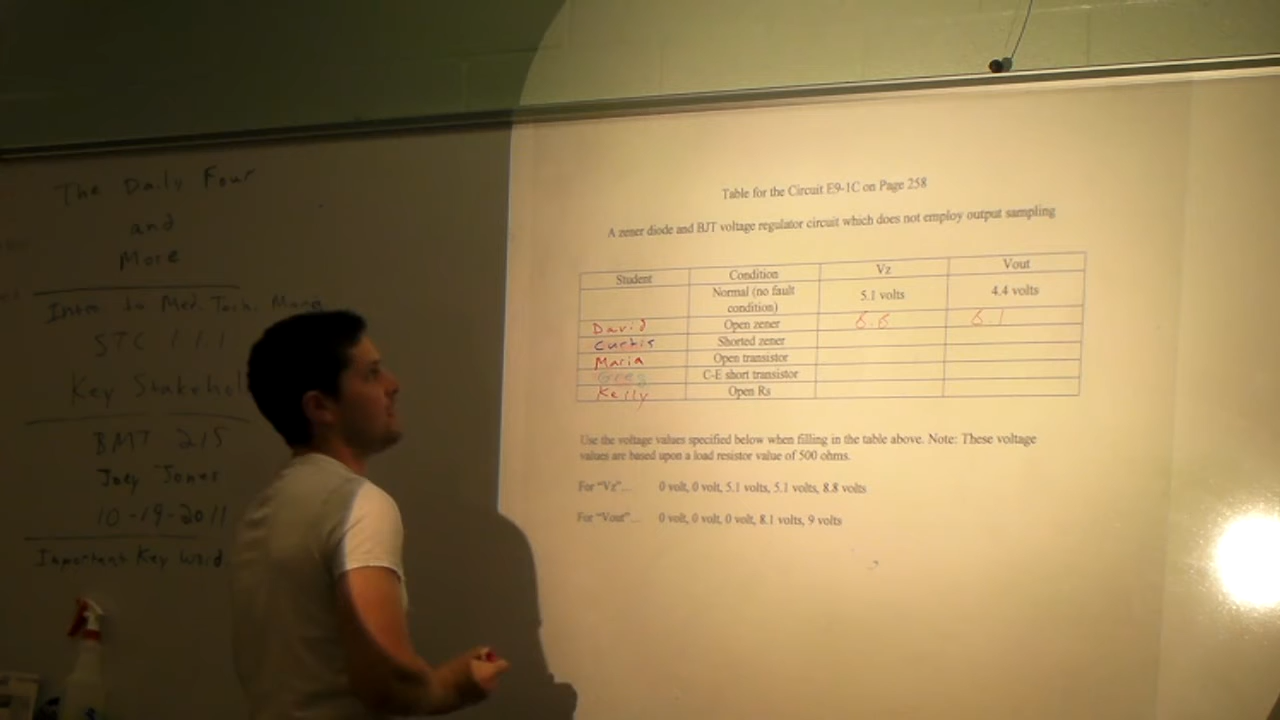 The Daily Four
and
More
Intro to Med. Tech. Mang
STC 111
Key Stakehol
BMT 215
Joey Jones
10-19-2011
Important Key Word
Table for the Circuit E9-1C on Page 258
A zener diode and BJT voltage regulator circuit which does not employ output sampling
Student Condition Vz Vout
Normal (no fault condition) 5.1 volts 4.4 volts
David Open zener 8.8 8.1
Curtis Shorted zener
Maria Open transistor
Greg C-E short transistor
Kelly Open Rs
Use the voltage values specified below when filling in the table above. Note: These voltage
values are based upon a load resistor value of 500 ohms.
For "Vz"... 0 volt, 0 volt, 5.1 volts, 5.1 volts, 8.8 volts
For "Vout"... 0 volt, 0 volt, 0 volt, 8.1 volts, 9 volts